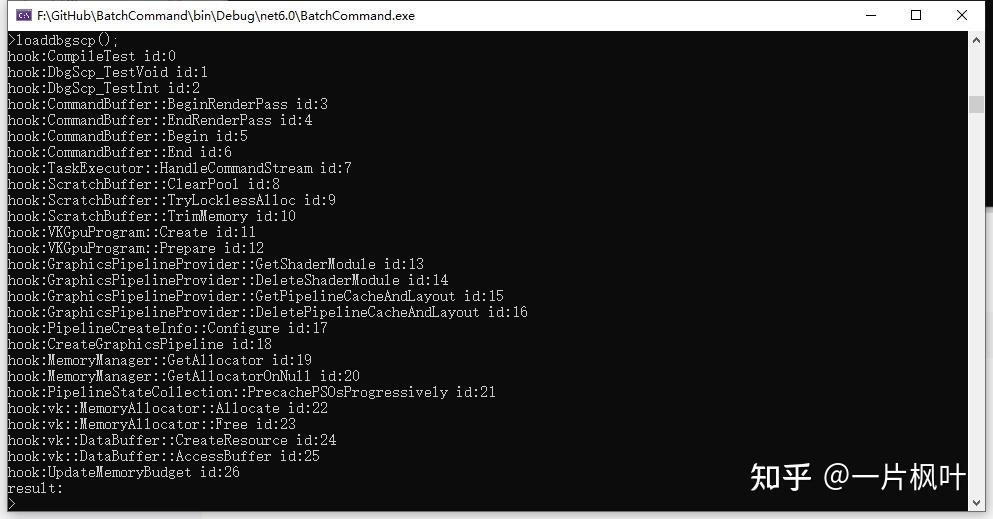 F:\GitHub\BatchCommand\bin\Debug\net6.0\BatchCommand.exe
>loaddbgscp();
hook:CompileTest id:0
hook:DbgScp_TestVoid id:1
hook:DbgScp_TestInt id:2
hook:CommandBuffer::BeginRenderPass id:3
hook:CommandBuffer::EndRenderPass id:4
hook:CommandBuffer::Begin id:5
hook:CommandBuffer::End id:6
hook:TaskExecutor::HandleCommandStream id:7
hook:ScratchBuffer::ClearPool id:8
hook:ScratchBuffer::TryLocklessAlloc id:9
hook:ScratchBuffer::TrimMemory id:10
hook:VKGpuProgram::Create id:11
hook:VKGpuProgram::Prepare id:12
hook:GraphicsPipelineProvider::GetShaderModule id:13
hook:GraphicsPipelineProvider::DeleteShaderModule id:14
hook:GraphicsPipelineProvider::GetPipelineCacheAndLayout id:15
hook:GraphicsPipelineProvider::DeletePipelineCacheAndLayout id:16
hook:PipelineCreateInfo::Configure id:17
hook:CreateGraphicsPipeline id:18
hook:MemoryManager::GetAllocator id:19
hook:MemoryManager::GetAllocatorOnNull id:20
hook:PipelineStateCollection::PrecachePSOsProgressively id:21
hook:vk::MemoryAllocator::Allocate id:22
hook:vk::MemoryAllocator::Free id:23
hook:vk::DataBuffer::CreateResource id:24
hook:vk::DataBuffer::AccessBuffer id:25
hook:UpdateMemoryBudget id:26
result:
>
知乎 @一片枫叶